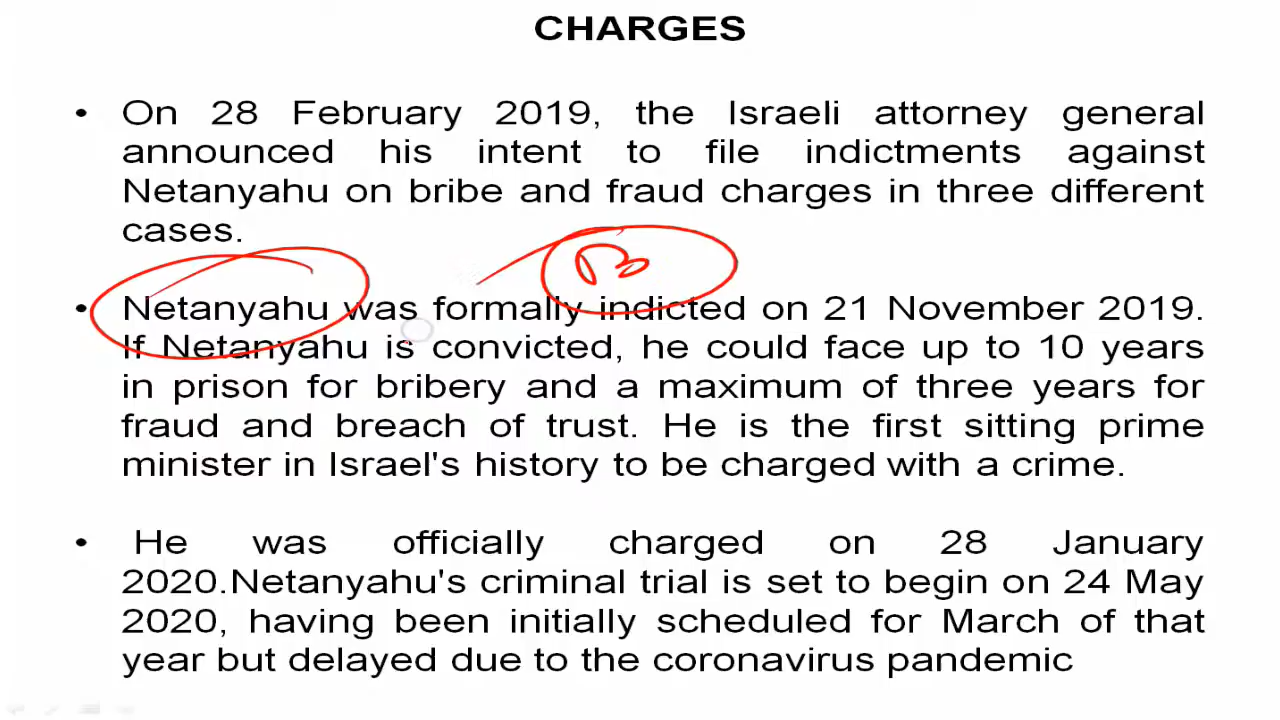 CHARGES
• On 28 February 2019, the Israeli attorney general
announced his intent to file indictments against
Netanyahu on bribe and fraud charges in three different
cases.
B
• Netanyahu was formally indicted on 21 November 2019.
If Netanyahu is convicted, he could face up to 10 years
in prison for bribery and a maximum of three years for
fraud and breach of trust. He is the first sitting prime
minister in Israel's history to be charged with a crime.
• He was officially charged on 28 January
2020.Netanyahu's criminal trial is set to begin on 24 May
2020, having been initially scheduled for March of that
year but delayed due to the coronavirus pandemic